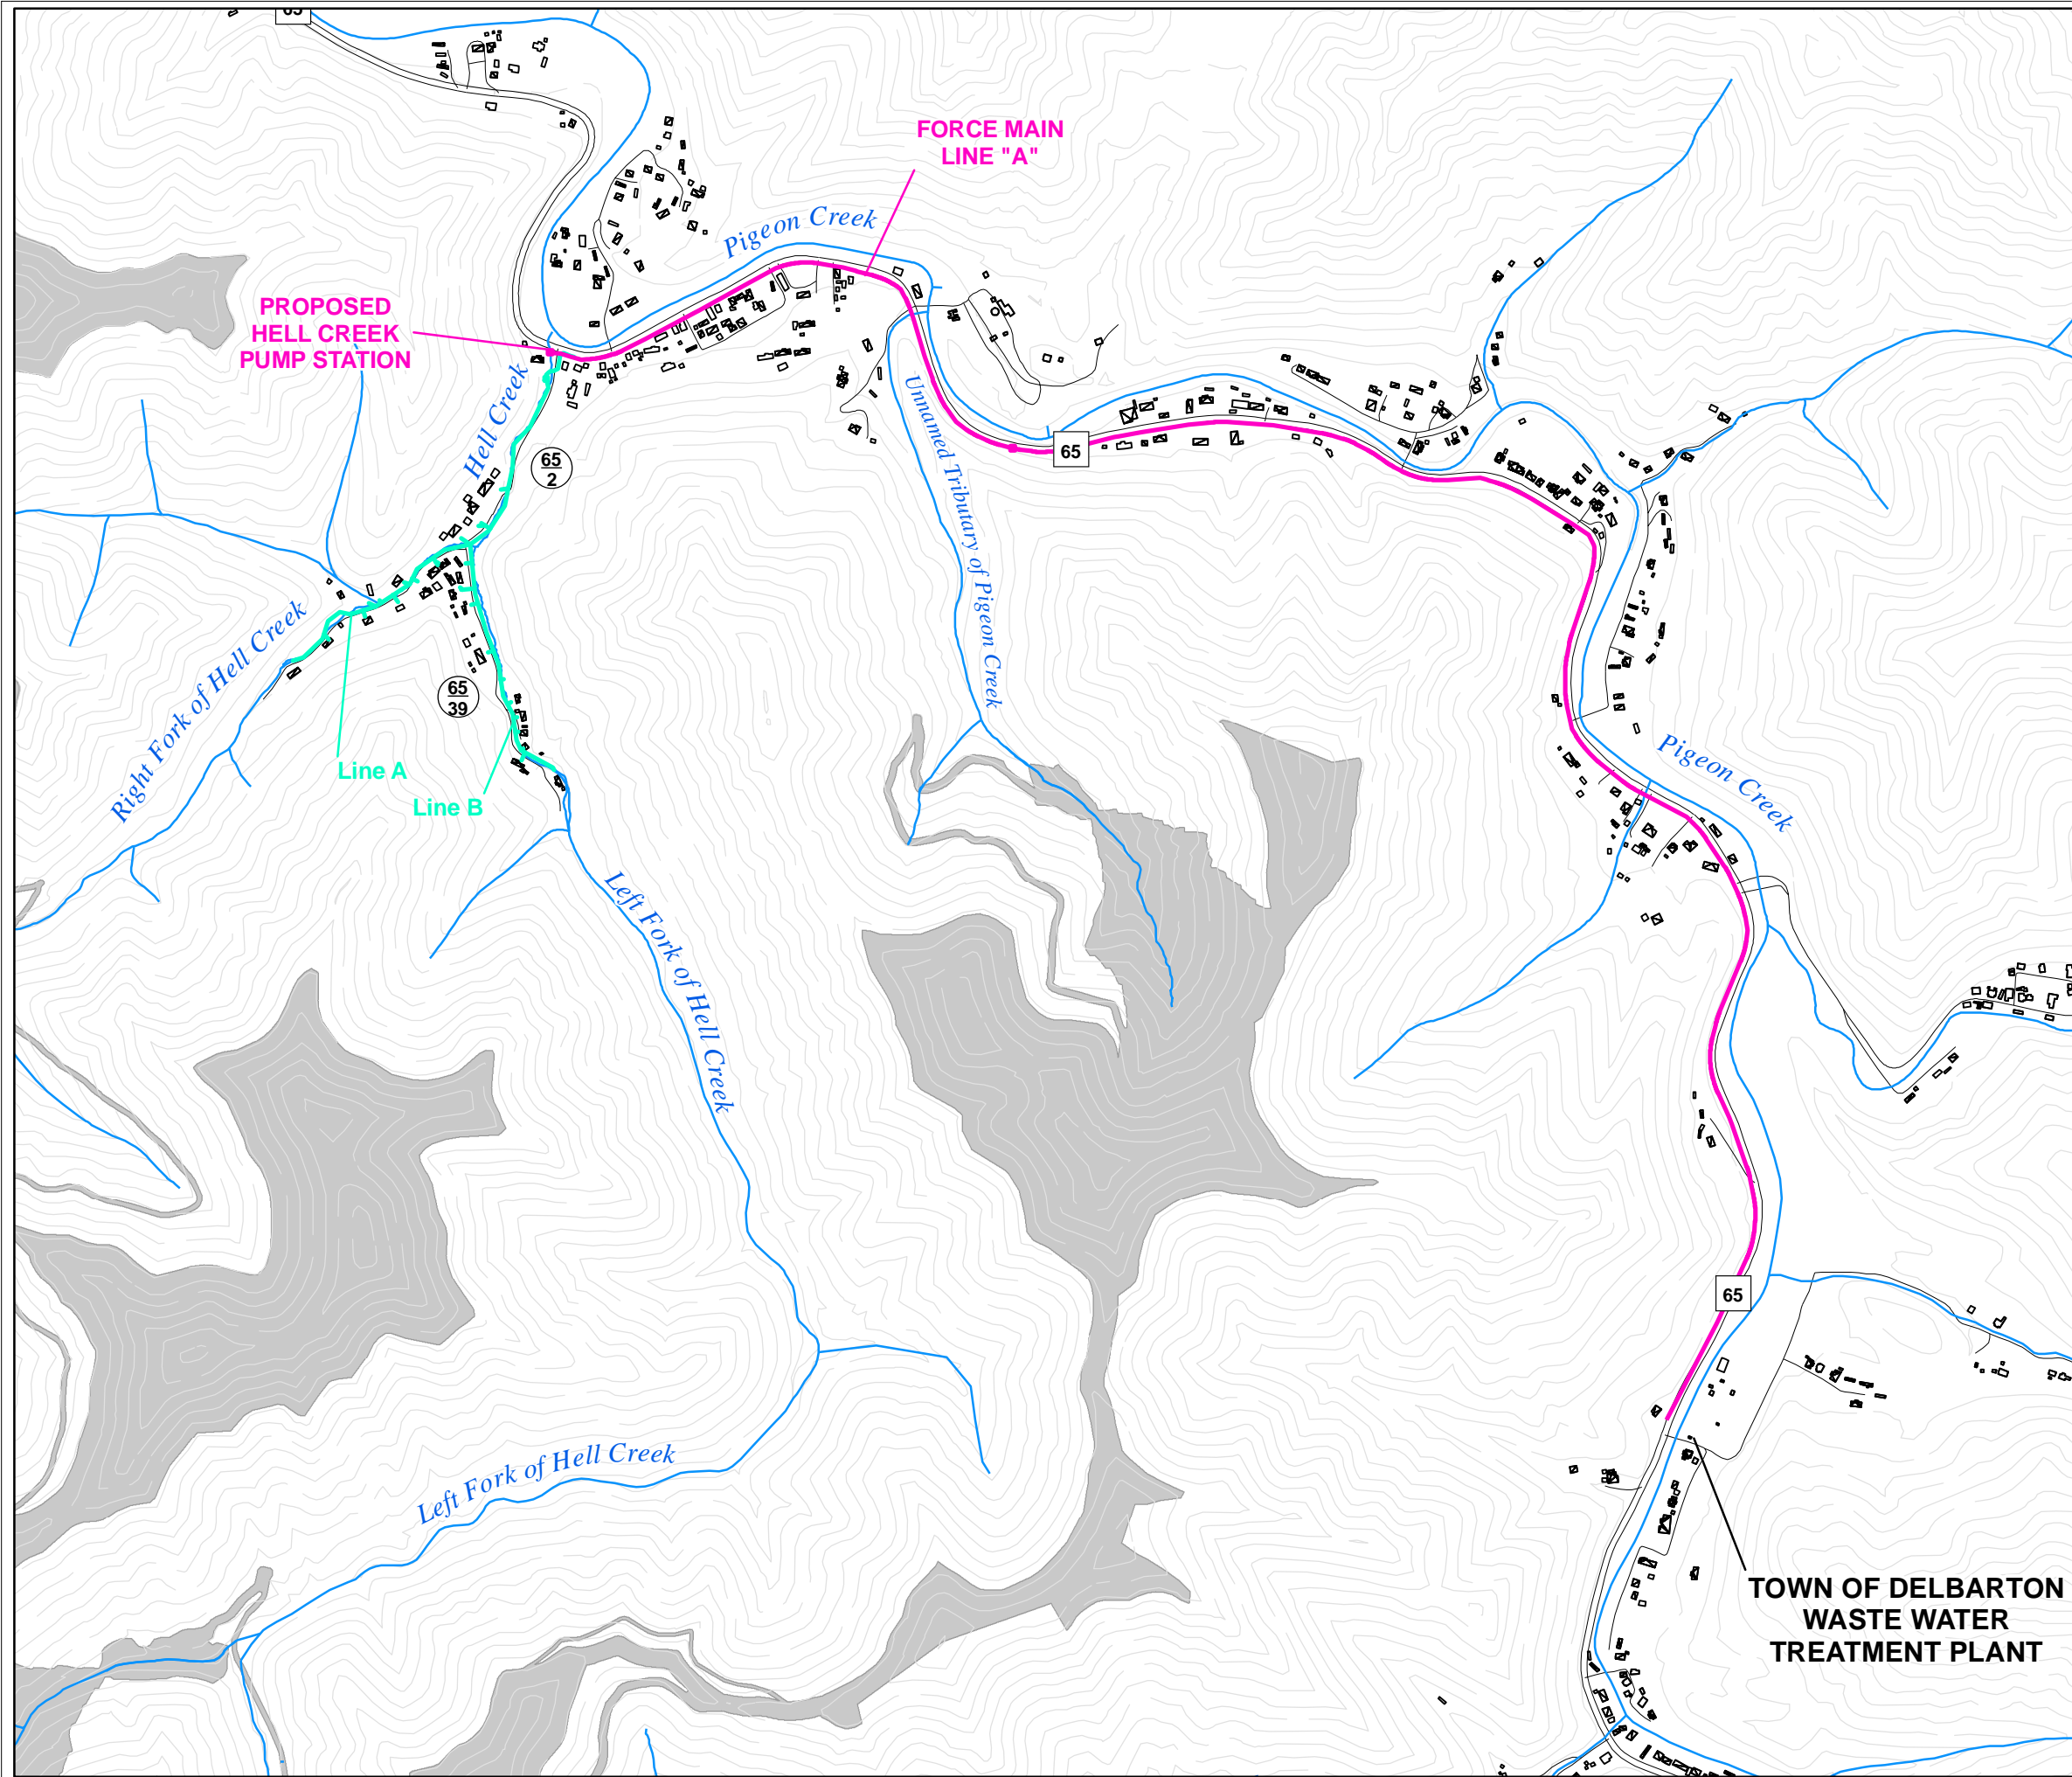 65
FORCE MAIN
LINE "A"
Pigeon Creek
PROPOSED
HELL CREEK
PUMP STATION
Hell Creek
65
2
65
Unnamed Tributary of Pigeon Creek
Right Fork of Hell Creek
65
39
Line A
Line B
Pigeon Creek
Left Fork of Hell Creek
65
Left Fork of Hell Creek
TOWN OF DELBARTON
WASTE WATER
TREATMENT PLANT